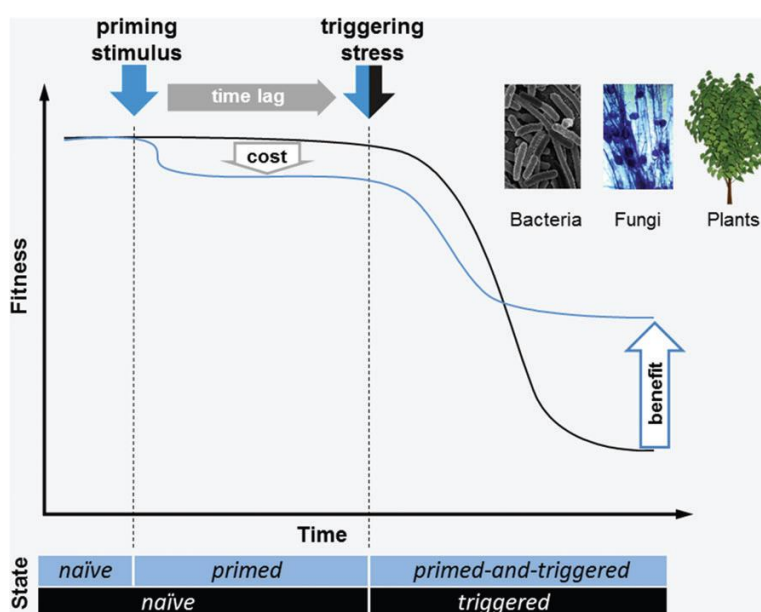 priming
stimulus
triggering
stress
time lag
cost
Bacteria
Fungi
Plants
Fitness
benefit
Time
State
naïve
primed
primed-and-triggered
naïve
triggered